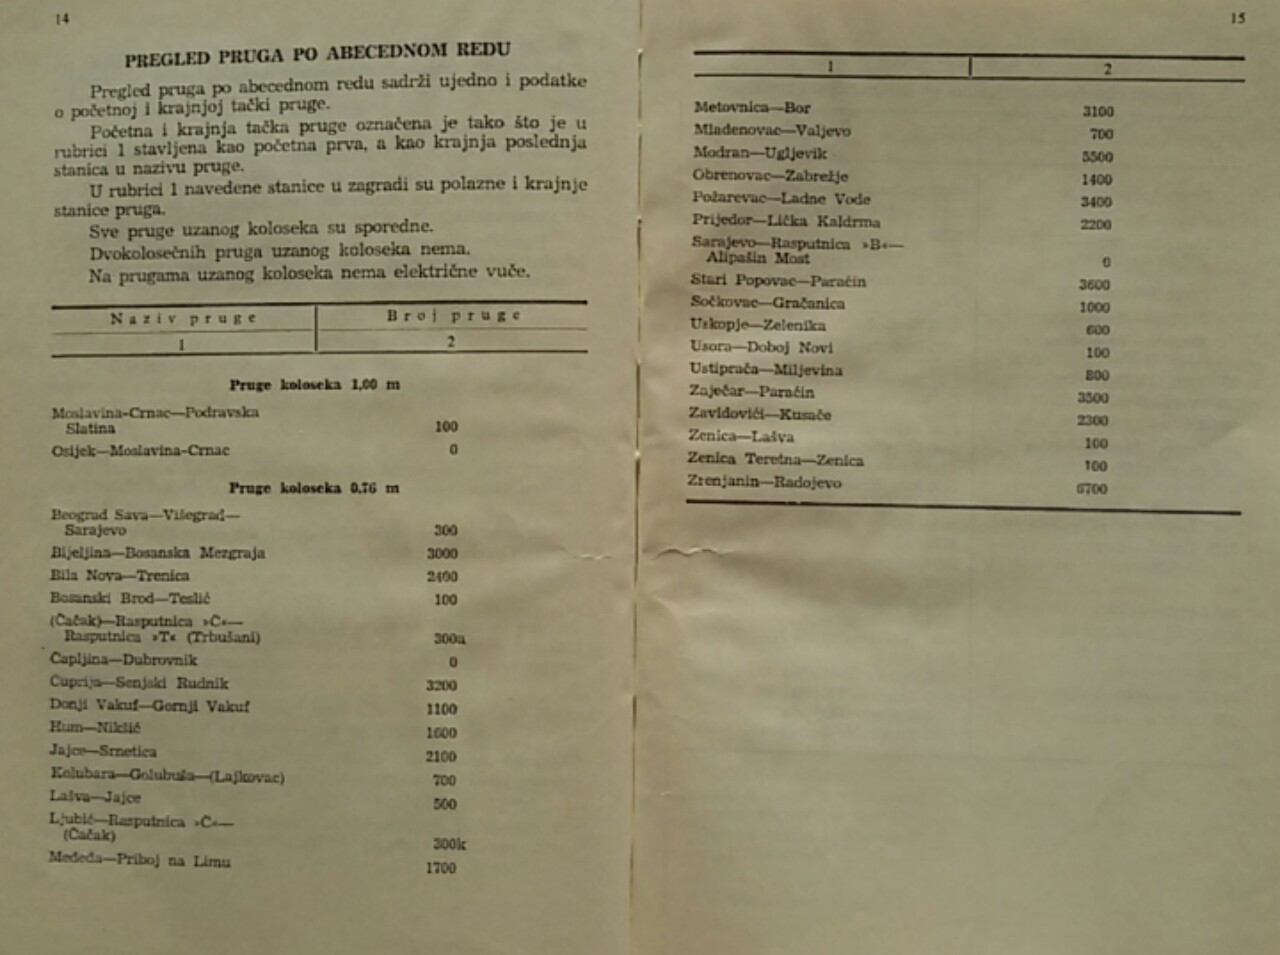 14
PREGLED PRUGA PO ABECEDNOM REDU
Pregled pruga po abecednom redu sadrži ujedno i podatke
o početnoj i krajnjoj tački pruge.
Početna i krajnja tačka pruge označena je tako što je u
rubrici 1 stavljena kao početna prva, a kao krajnja poslednja
stanica u nazivu pruge.
U rubrici 1 navedene stanice u zagradi su polazne i krajnje
stanice pruga.
Sve pruge uzanog koloseka su sporedne.
Dvokolosečnih pruga uzanog koloseka nema.
Na prugama uzanog koloseka nema električne vuče.
Naziv pruge Broj pruge
1 2
Pruge koloseka 1,00 m
Moslavina-Crnac—Podravska
Slatina 100
Osijek—Moslavina-Crnac 0
Pruge koloseka 0,76 m
Beograd Sava—Višegrad—
Sarajevo 300
Bijeljina—Bosanska Mezgraja 3000
Bila Nova—Trenica 2400
Bosanski Brod—Teslić 100
(Čačak)—Rasputnica »C«—
Rasputnica »T« (Trbušani) 300a
Čapljina—Dubrovnik 0
Ćuprija—Senjski Rudnik 3200
Donji Vakuf—Gornji Vakuf 1100
Hum—Nikšić 1600
Jajce—Srnetica 2100
Kolubara—Golubuša—(Lajkovac) 700
Lašva—Jajce 500
Ljubić—Rasputnica »C«—
(Čačak) 300k
Međeđa—Priboj na Limu 1700
15
1 2
Metovnica—Bor 3100
Mladenovac—Valjevo 700
Modran—Ugljevik 5500
Obrenovac—Zabrežje 1400
Požarevac—Ladne Vode 3400
Prijedor—Lička Kaldrma 2200
Sarajevo—Rasputnica »B«—
Alipašin Most 0
Stari Popovac—Paraćin 3600
Sočkovac—Gračanica 1000
Uskopje—Zelenika 600
Usora—Doboj Novi 100
Ustiprača—Miljevina 800
Zaječar—Paraćin 3500
Zavidovići—Kusače 2300
Zenica—Lašva 100
Zenica Teretna—Zenica 100
Zrenjanin—Radojevo 6700